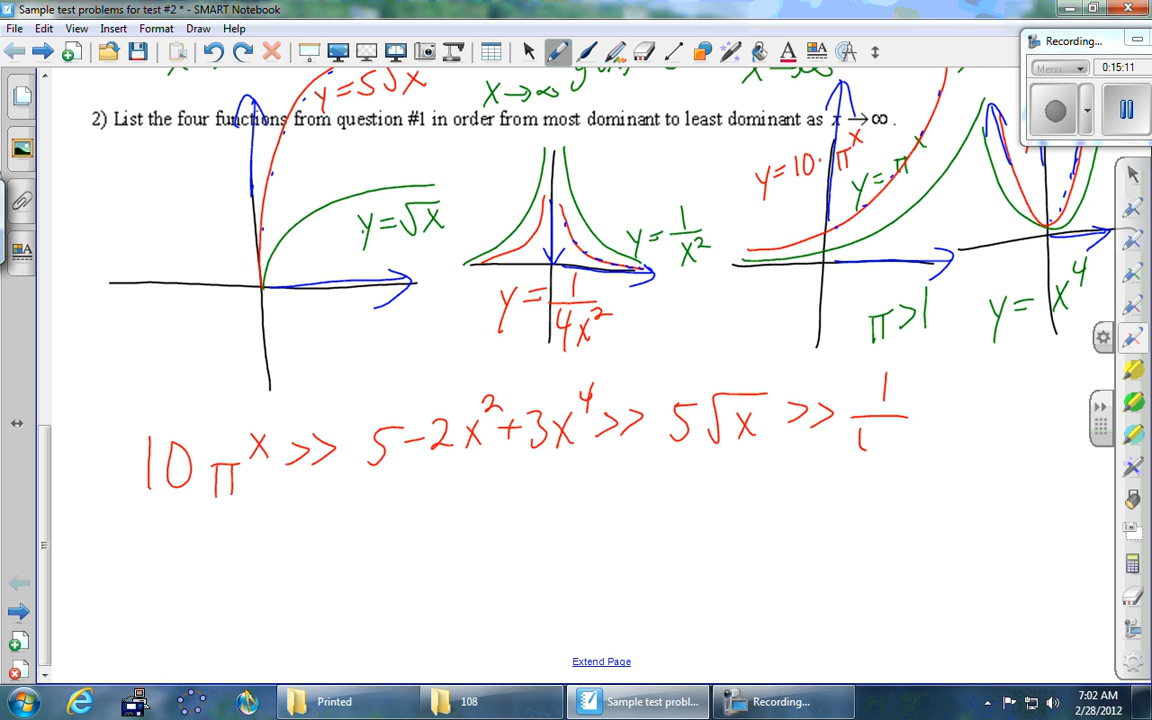 Sample test problems for test #2 * - SMART Notebook
File Edit View Insert Format Draw Help
Recording...
Menu
0:15:11
y = 5√x
x→∞
2) List the four functions from question #1 in order from most dominant to least dominant as x → ∞ .
y = 10 · π^x
y = π^x
y = √x
y = 1/x²
y = 1/4x²
π > 1
y = x⁴
10 π^x >> 5 - 2x² + 3x⁴ >> 5√x >> 1
Extend Page
Printed
108
Sample test probl...
Recording...
7:02 AM
2/28/2012